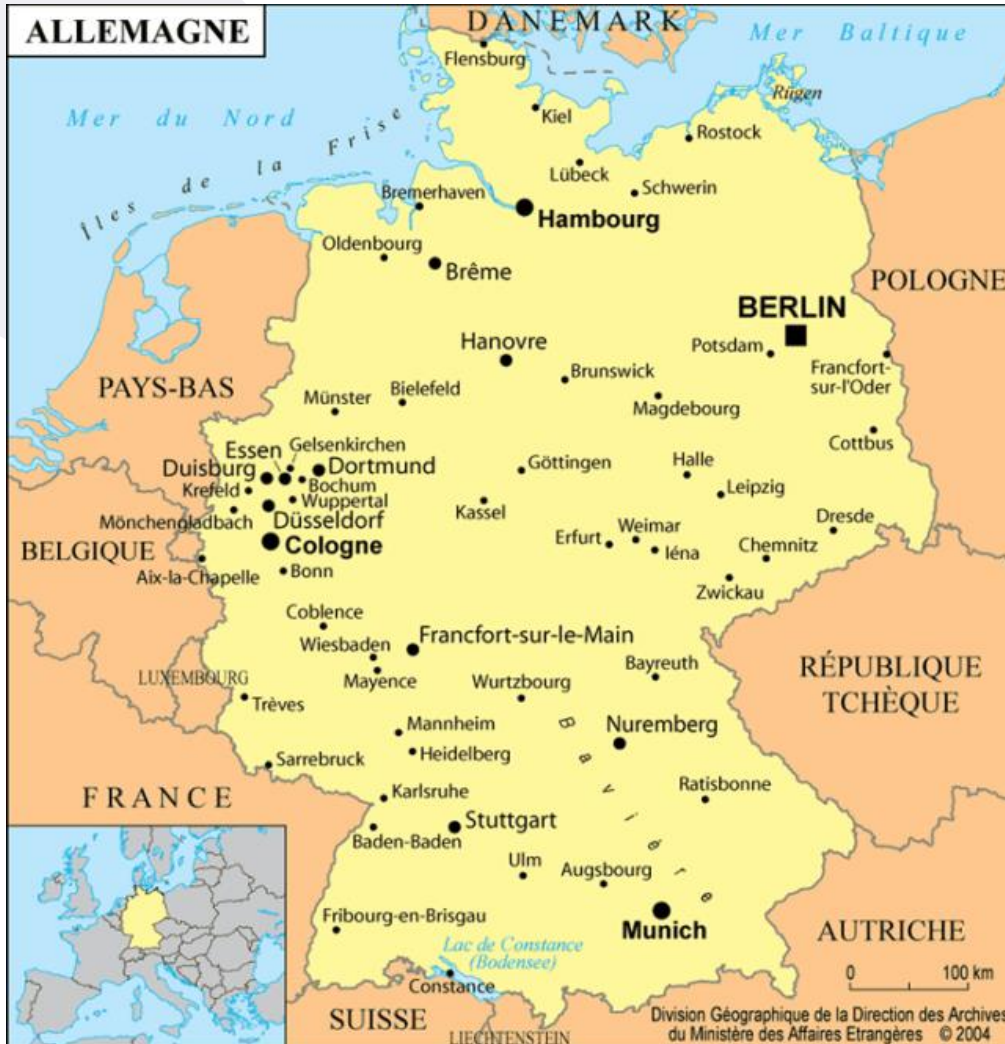 ALLEMAGNE
DANEMARK
Mer Baltique
Flensburg
Mer du Nord
Rügen
Kiel
Rostock
Îles de la Frise
Lübeck
Schwerin
Bremerhaven
Hambourg
Oldenbourg
Brême
POLOGNE
BERLIN
Hanovre
Potsdam
Francfort-
sur-l'Oder
Brunswick
PAYS-BAS
Bielefeld
Münster
Magdebourg
Cottbus
Essen
Gelsenkirchen
Duisburg
Dortmund
Göttingen
Halle
Bochum
Krefeld
Wuppertal
Leipzig
Kassel
Mönchengladbach
Düsseldorf
Dresde
Weimar
Erfurt
Iéna
Chemnitz
BELGIQUE
Cologne
Aix-la-Chapelle
Bonn
Zwickau
Coblence
Francfort-sur-le-Main
Wiesbaden
Bayreuth
RÉPUBLIQUE
TCHÈQUE
LUXEMBOURG
Mayence
Wurtzbourg
Trèves
Mannheim
Nuremberg
Bavière
Heidelberg
Sarrebruck
Ratisbonne
FRANCE
Karlsruhe
Stuttgart
Baden-Baden
Ulm
Augsbourg
Fribourg-en-Brisgau
Munich
AUTRICHE
Lac de Constance
(Bodensee)
Constance
0 100 km
SUISSE
LIECHTENSTEIN
Division Géographique de la Direction des Archives
du Ministère des Affaires Etrangères © 2004